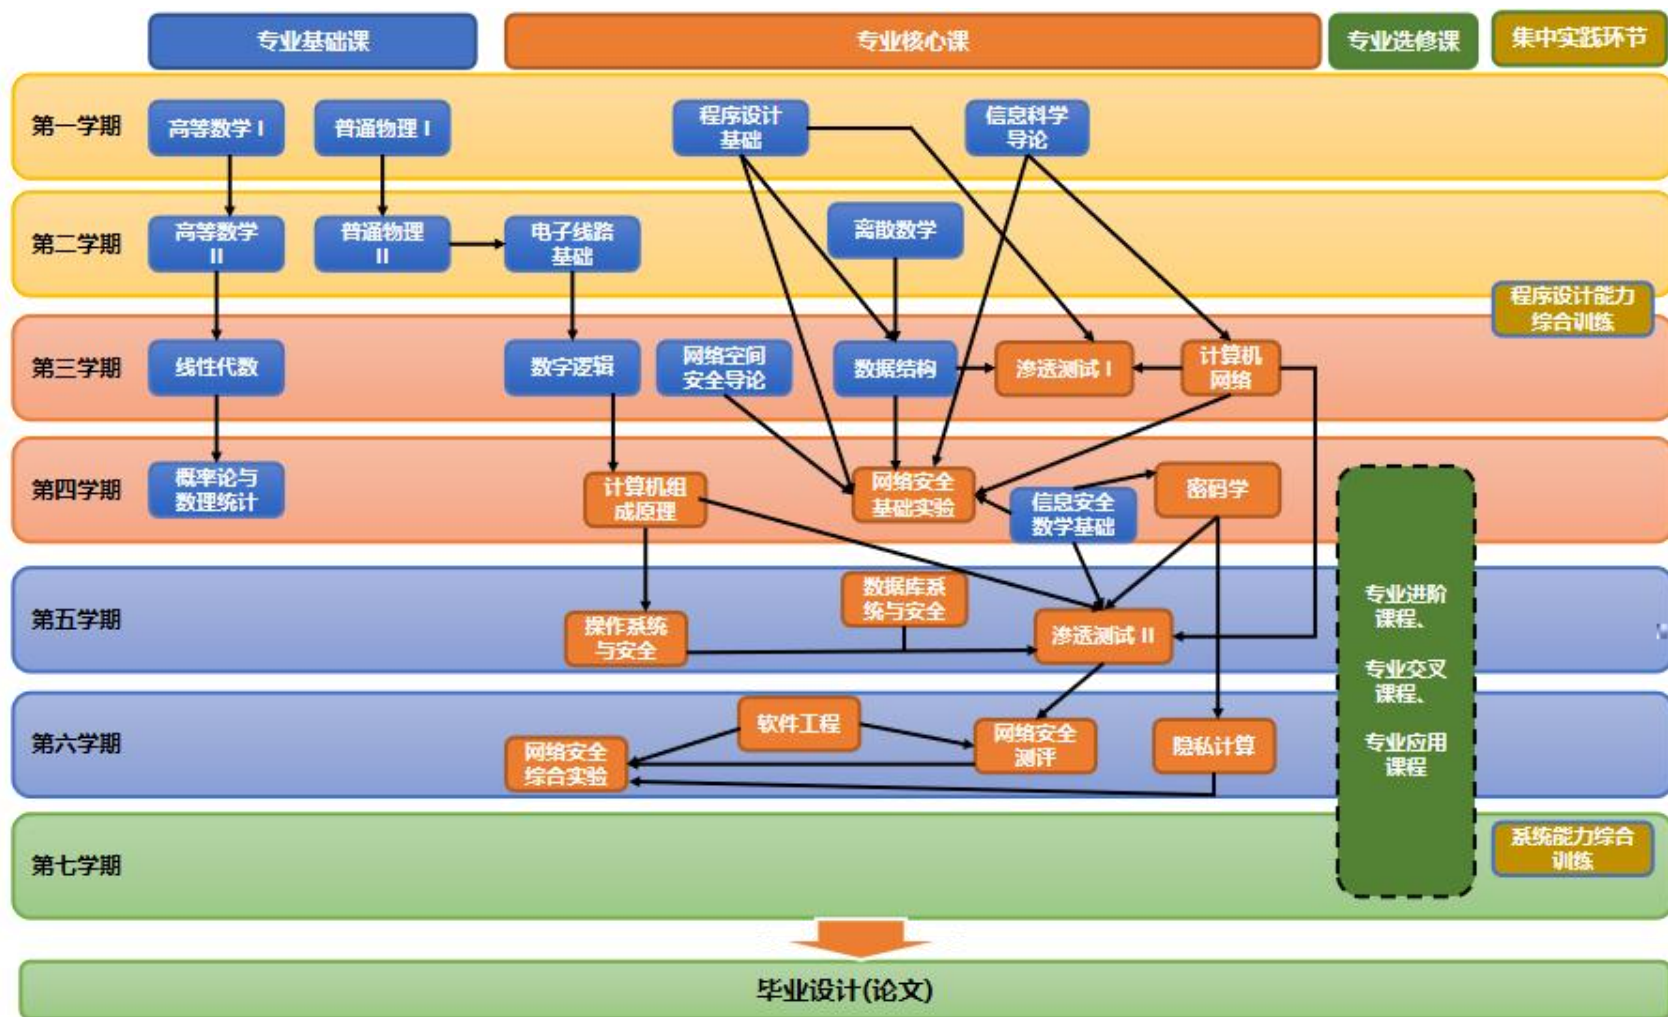 专业基础课
专业核心课
专业选修课
集中实践环节
第一学期
高等数学 I
普通物理 I
程序设计
基础
信息科学
导论
第二学期
高等数学
II
普通物理
II
电子线路
基础
离散数学
程序设计能力
综合训练
第三学期
线性代数
数字逻辑
网络空间
安全导论
数据结构
渗透测试 I
计算机
网络
第四学期
概率论与
数理统计
计算机组
成原理
网络安全
基础实验
信息安全
数学基础
密码学
第五学期
操作系统
与安全
数据库系
统与安全
渗透测试 II
专业进阶
课程、
专业交叉
课程、
专业应用
课程
第六学期
网络安全
综合实验
软件工程
网络安全
测评
隐私计算
第七学期
系统能力综合
训练
毕业设计(论文)